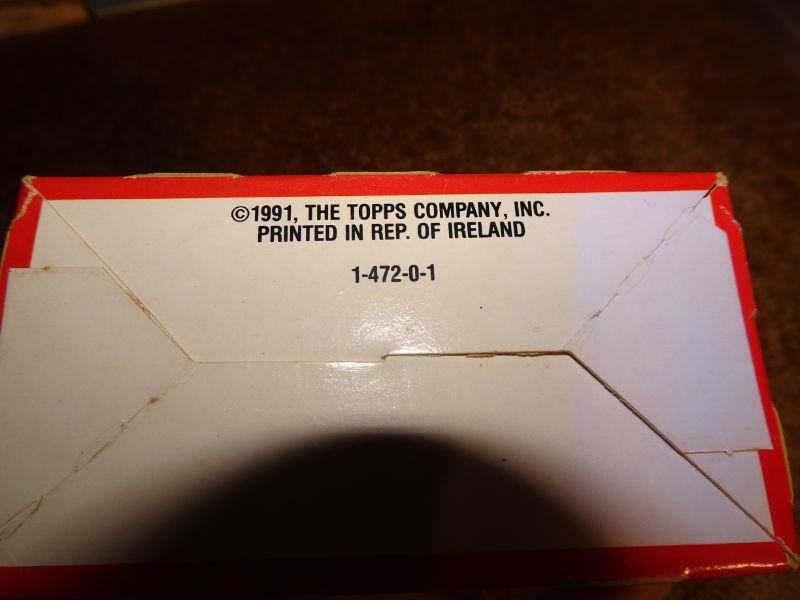 ©1991, THE TOPPS COMPANY, INC.
PRINTED IN REP. OF IRELAND
1-472-0-1